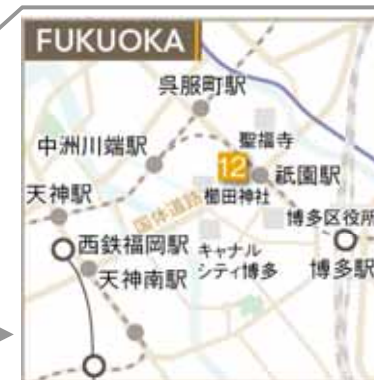 FUKUOKA
呉服町駅
中洲川端駅
聖福寺
12
祇園駅
天神駅
櫛田神社
国体道路
博多区役所
西鉄福岡駅
キャナル
シティ博多
博多駅
天神南駅